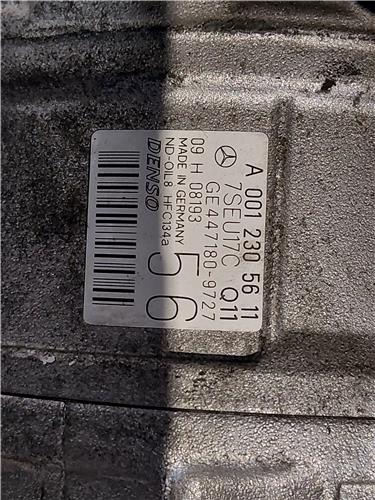 A 001 230 56 11
7SEU17C Q11
GE447180-9727
09 H 08193 56
MADE IN GERMANY
ND-OIL8 HFC134a
DENSO